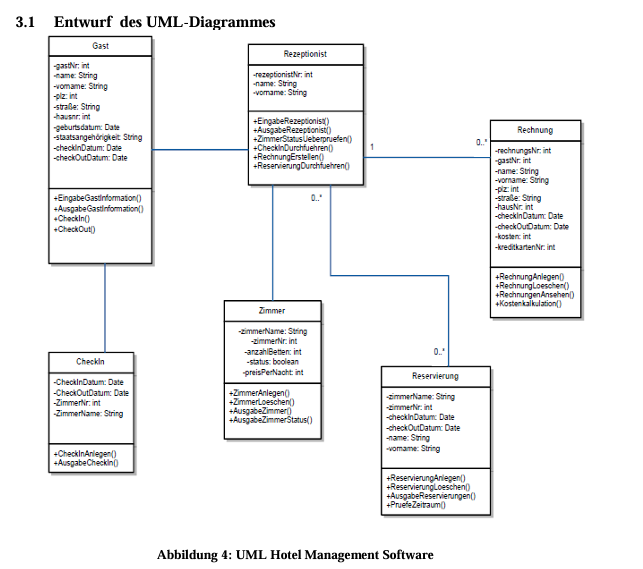 3.1 Entwurf des UML-Diagrammes
Gast
-gastNr: int
-name: String
-vorname: String
-plz: int
-straße: String
-hausnr: int
-geburtsdatum: Date
-staatsangehörigkeit: String
-checkInDatum: Date
-checkOutDatum: Date
+EingabeGastInformation()
+AusgabeGastInformation()
+CheckIn()
+CheckOut()
Rezeptionist
-rezeptionistNr: int
-name: String
-vorname: String
+EingabeRezeptionist()
+AusgabeRezeptionist()
+ZimmerStatusUeberpruefen()
+CheckInDurchfuehren()
+RechnungErstellen()
+ReservierungDurchfuehren()
1
0..*
Rechnung
-rechnungsNr: int
-gastNr: int
-name: String
-vorname: String
-plz: int
-straße: String
-hausNr: int
-checkInDatum: Date
-checkOutDatum: Date
-kosten: int
-kreditkartenNr: int
+RechnungAnlegen()
+RechnungLoeschen()
+RechnungenAnsehen()
+Kostenkalkulation()
0..*
0..*
CheckIn
-CheckInDatum: Date
-CheckOutDatum: Date
-ZimmerNr: int
-ZimmerName: String
+CheckInAnlegen()
+AusgabeCheckIn()
Zimmer
-zimmerName: String
-zimmerNr: int
-anzahlBetten: int
-status: boolean
-preisPerNacht: int
+ZimmerAnlegen()
+ZimmerLoeschen()
+AusgabeZimmer()
+AusgabeZimmerStatus()
Reservierung
-zimmerName: String
-zimmerNr: int
-checkInDatum: Date
-checkOutDatum: Date
-name: String
-vorname: String
+ReservierungAnlegen()
+ReservierungLoeschen()
+AusgabeReservierungen()
+PruefeZeitraum()
Abbildung 4: UML Hotel Management Software